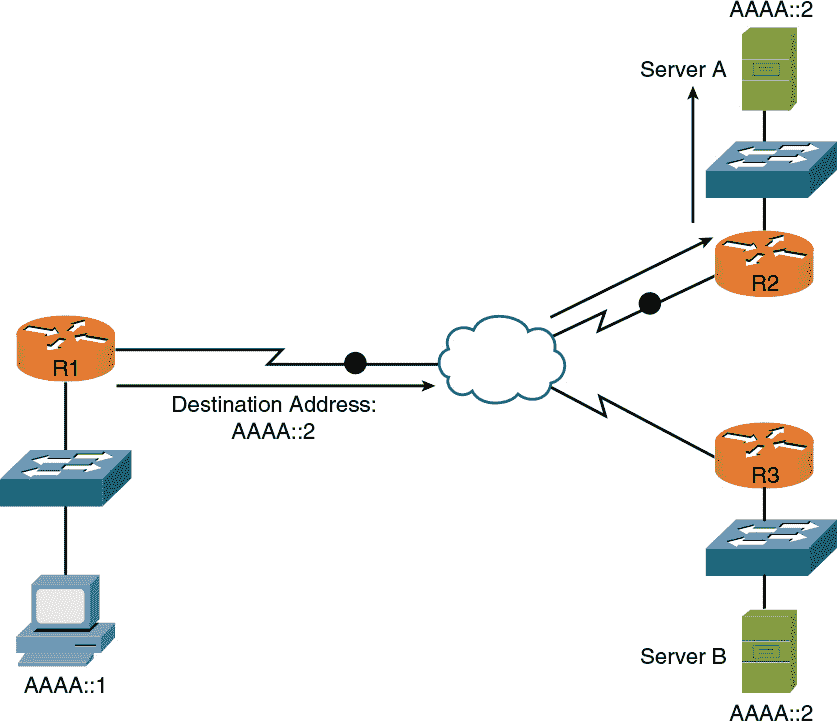 AAAA::2
Server A
R2
R1
Destination Address:
AAAA::2
R3
Server B
AAAA::1
AAAA::2